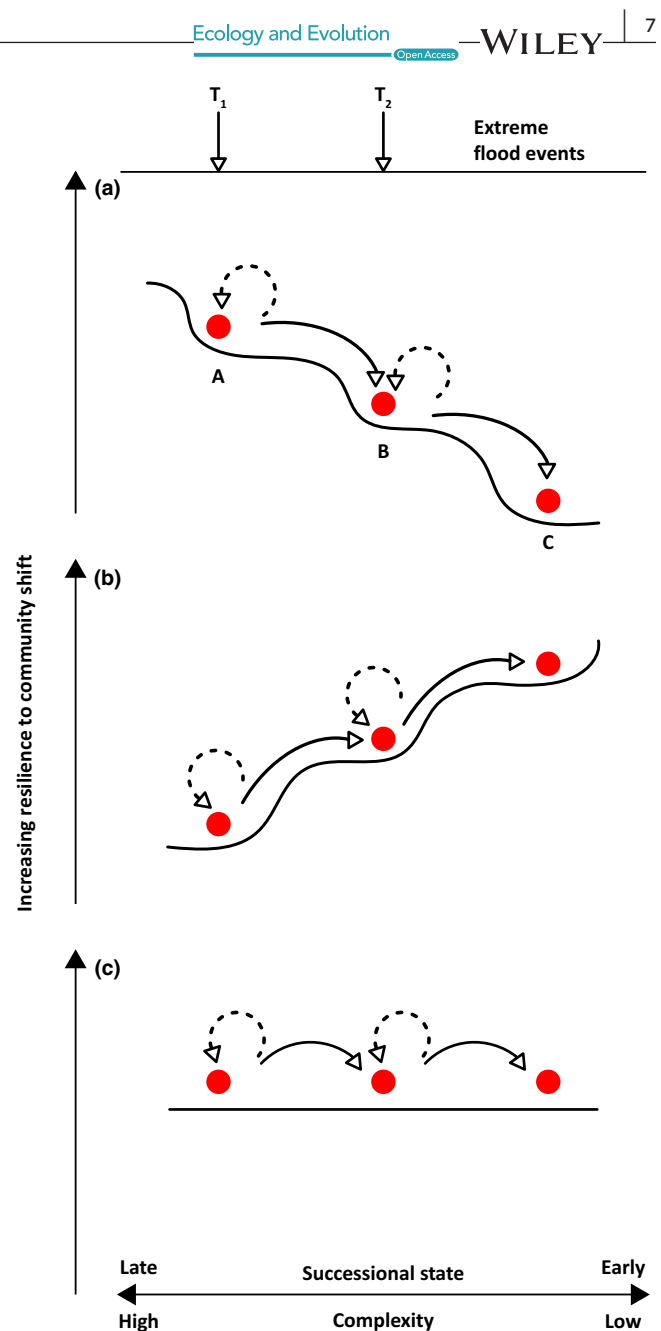 Ecology and Evolution
Open Access
WILEY
7
T1
T2
Extreme
flood events
(a)
A
B
C
Increasing resilience to community shift
(b)
(c)
Late
Successional state
Early
High
Complexity
Low